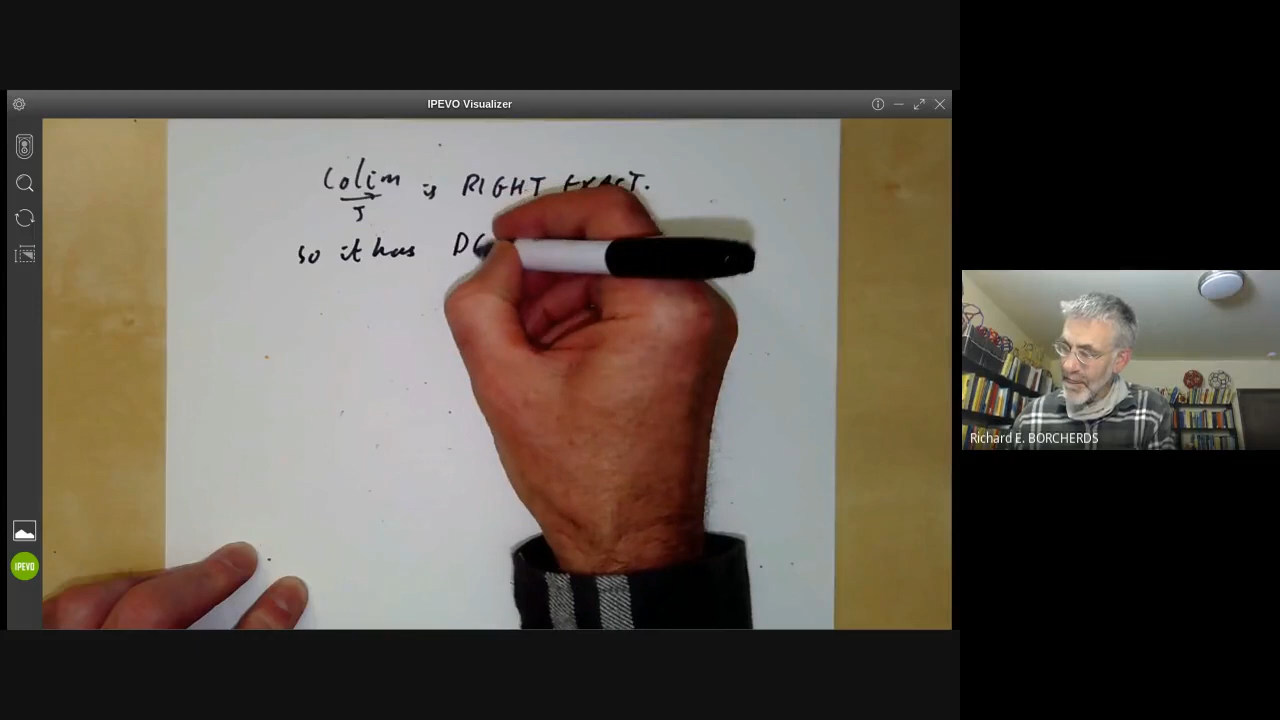 IPEVO Visualizer
Colim is RIGHT EXACT.
J
so it has
IPEVO
Richard E. BORCHERDS